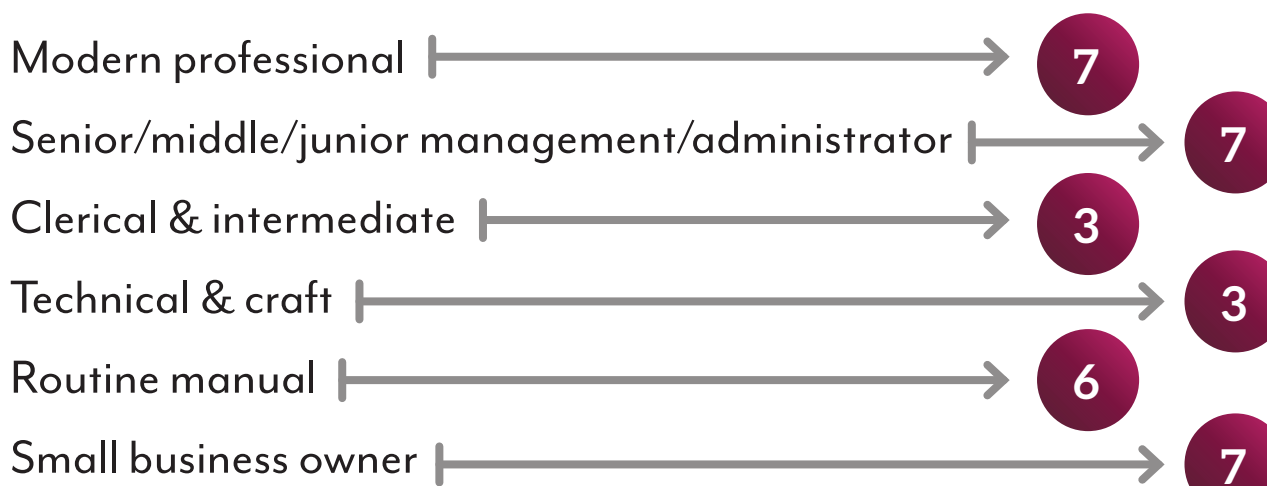 Modern professional 7
Senior/middle/junior management/administrator 7
Clerical & intermediate 3
Technical & craft 3
Routine manual 6
Small business owner 7